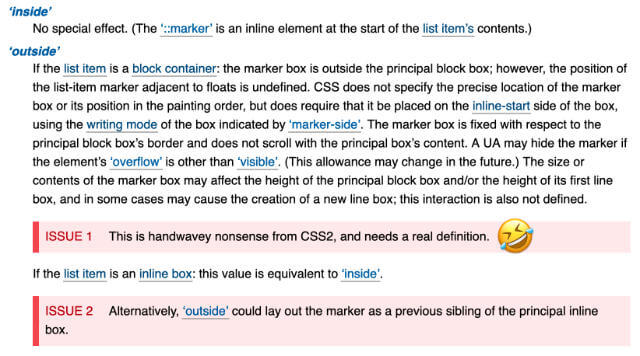 ‘inside’
No special effect. (The ‘::marker’ is an inline element at the start of the list item’s contents.)
‘outside’
If the list item is a block container: the marker box is outside the principal block box; however, the position of
the list-item marker adjacent to floats is undefined. CSS does not specify the precise location of the marker
box or its position in the painting order, but does require that it be placed on the inline-start side of the box,
using the writing mode of the box indicated by ‘marker-side’. The marker box is fixed with respect to the
principal block box’s border and does not scroll with the principal box’s content. A UA may hide the marker if
the element’s ‘overflow’ is other than ‘visible’. (This allowance may change in the future.) The size or
contents of the marker box may affect the height of the principal block box and/or the height of its first line
box, and in some cases may cause the creation of a new line box; this interaction is also not defined.
ISSUE 1 This is handwavey nonsense from CSS2, and needs a real definition.
If the list item is an inline box: this value is equivalent to ‘inside’.
ISSUE 2 Alternatively, ‘outside’ could lay out the marker as a previous sibling of the principal inline
box.